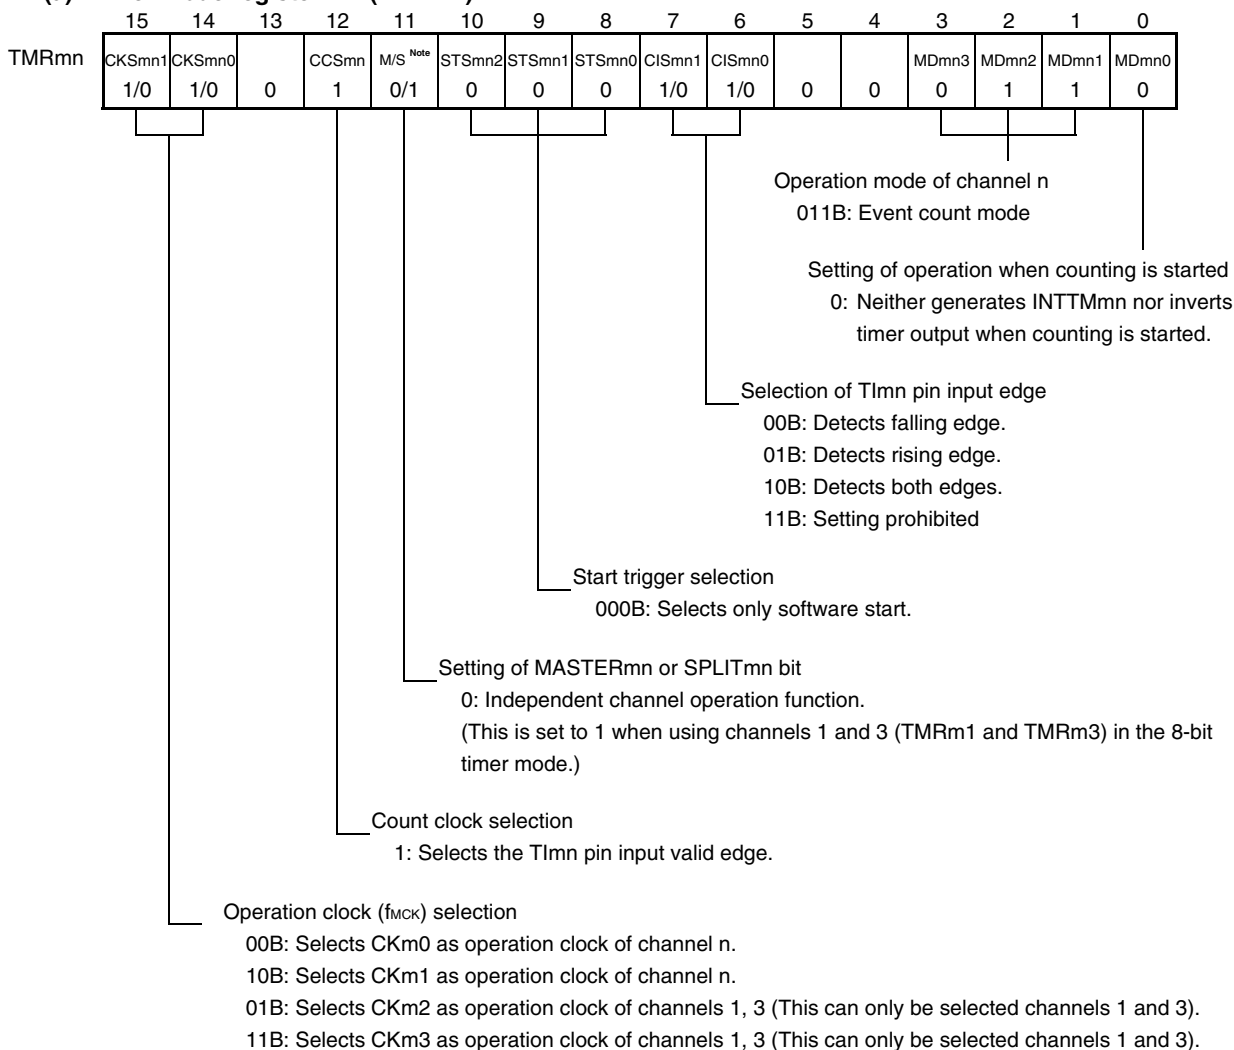 15 14 13 12 11 10 9 8 7 6 5 4 3 2 1 0
TMRmn CKSmn1 CKSmn0 CCSmn M/S Note STSmn2 STSmn1 STSmn0 CISmn1 CISmn0 MDmn3 MDmn2 MDmn1 MDmn0
1/0 1/0 0 1 0/1 0 0 0 1/0 1/0 0 0 0 1 1 0
Operation mode of channel n
011B: Event count mode
Setting of operation when counting is started
0: Neither generates INTTMmn nor inverts
timer output when counting is started.
Selection of TImn pin input edge
00B: Detects falling edge.
01B: Detects rising edge.
10B: Detects both edges.
11B: Setting prohibited
Start trigger selection
000B: Selects only software start.
Setting of MASTERmn or SPLITmn bit
0: Independent channel operation function.
(This is set to 1 when using channels 1 and 3 (TMRm1 and TMRm3) in the 8-bit
timer mode.)
Count clock selection
1: Selects the TImn pin input valid edge.
Operation clock (fMCK) selection
00B: Selects CKm0 as operation clock of channel n.
10B: Selects CKm1 as operation clock of channel n.
01B: Selects CKm2 as operation clock of channels 1, 3 (This can only be selected channels 1 and 3).
11B: Selects CKm3 as operation clock of channels 1, 3 (This can only be selected channels 1 and 3).